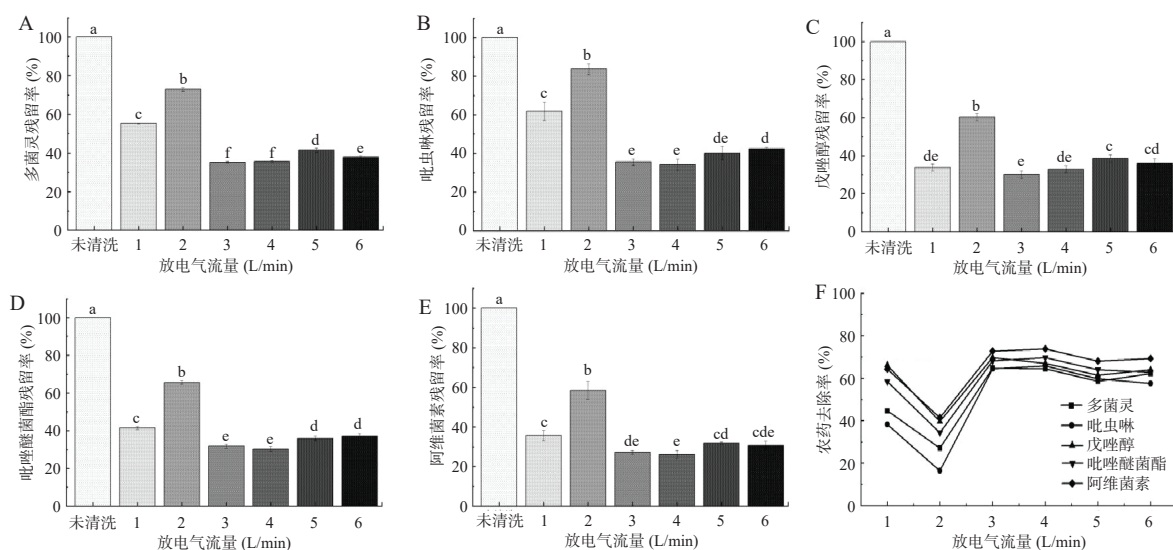 A
多菌灵残留率 (%)
100
80
60
40
20
0
a
c
b
f
f
d
e
未清洗 1 2 3 4 5 6
放电气流量 (L/min)
B
吡虫啉残留率 (%)
100
80
60
40
20
0
a
c
b
e
e
de
d
未清洗 1 2 3 4 5 6
放电气流量 (L/min)
C
戊唑醇残留率 (%)
100
80
60
40
20
0
a
de
b
e
de
c
cd
未清洗 1 2 3 4 5 6
放电气流量 (L/min)
D
吡唑醚菌酯残留率 (%)
100
80
60
40
20
0
a
c
b
e
e
d
d
未清洗 1 2 3 4 5 6
放电气流量 (L/min)
E
阿维菌素残留率 (%)
100
80
60
40
20
0
a
c
b
de
e
cd
cde
未清洗 1 2 3 4 5 6
放电气流量 (L/min)
F
农药去除率 (%)
100
80
60
40
20
0
多菌灵
吡虫啉
戊唑醇
吡唑醚菌酯
阿维菌素
1 2 3 4 5 6
放电气流量 (L/min)